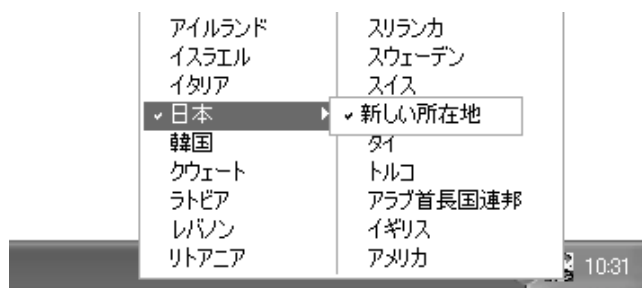 アイルランド
イスラエル
イタリア
日本
韓国
クウェート
ラトビア
レバノン
リトアニア
スリランカ
スウェーデン
スイス
新しい所在地
タイ
トルコ
アラブ首長国連邦
イギリス
アメリカ
10:31